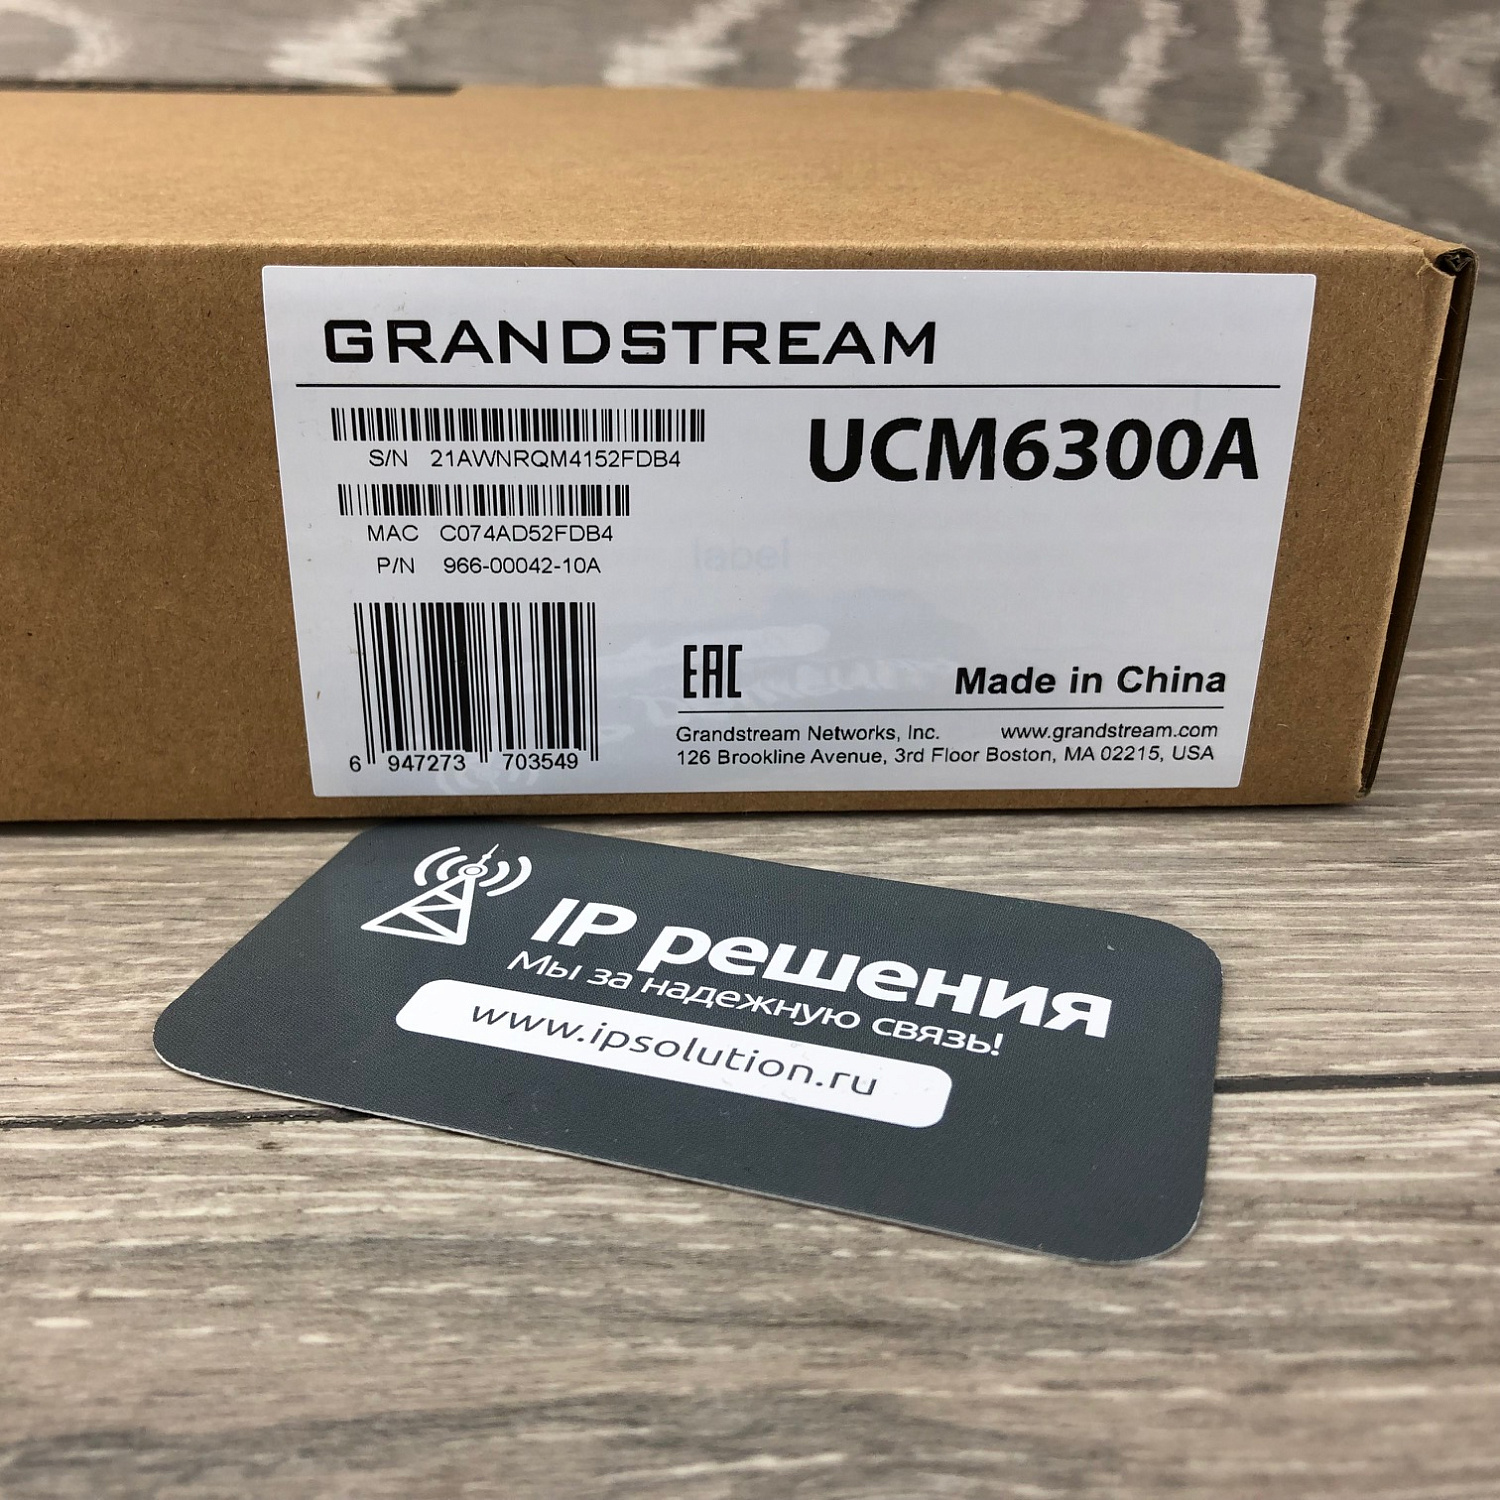 GRANDSTREAM
UCM6300A
S/N 21AWNRQM4152FDB4
MAC C074AD52FDB4
P/N 966-00042-10A
label
6 947273 703549
EAC
Made in China
Grandstream Networks, Inc. www.grandstream.com
126 Brookline Avenue, 3rd Floor Boston, MA 02215, USA
IP решения
Мы за надежную связь!
www.ipsolution.ru